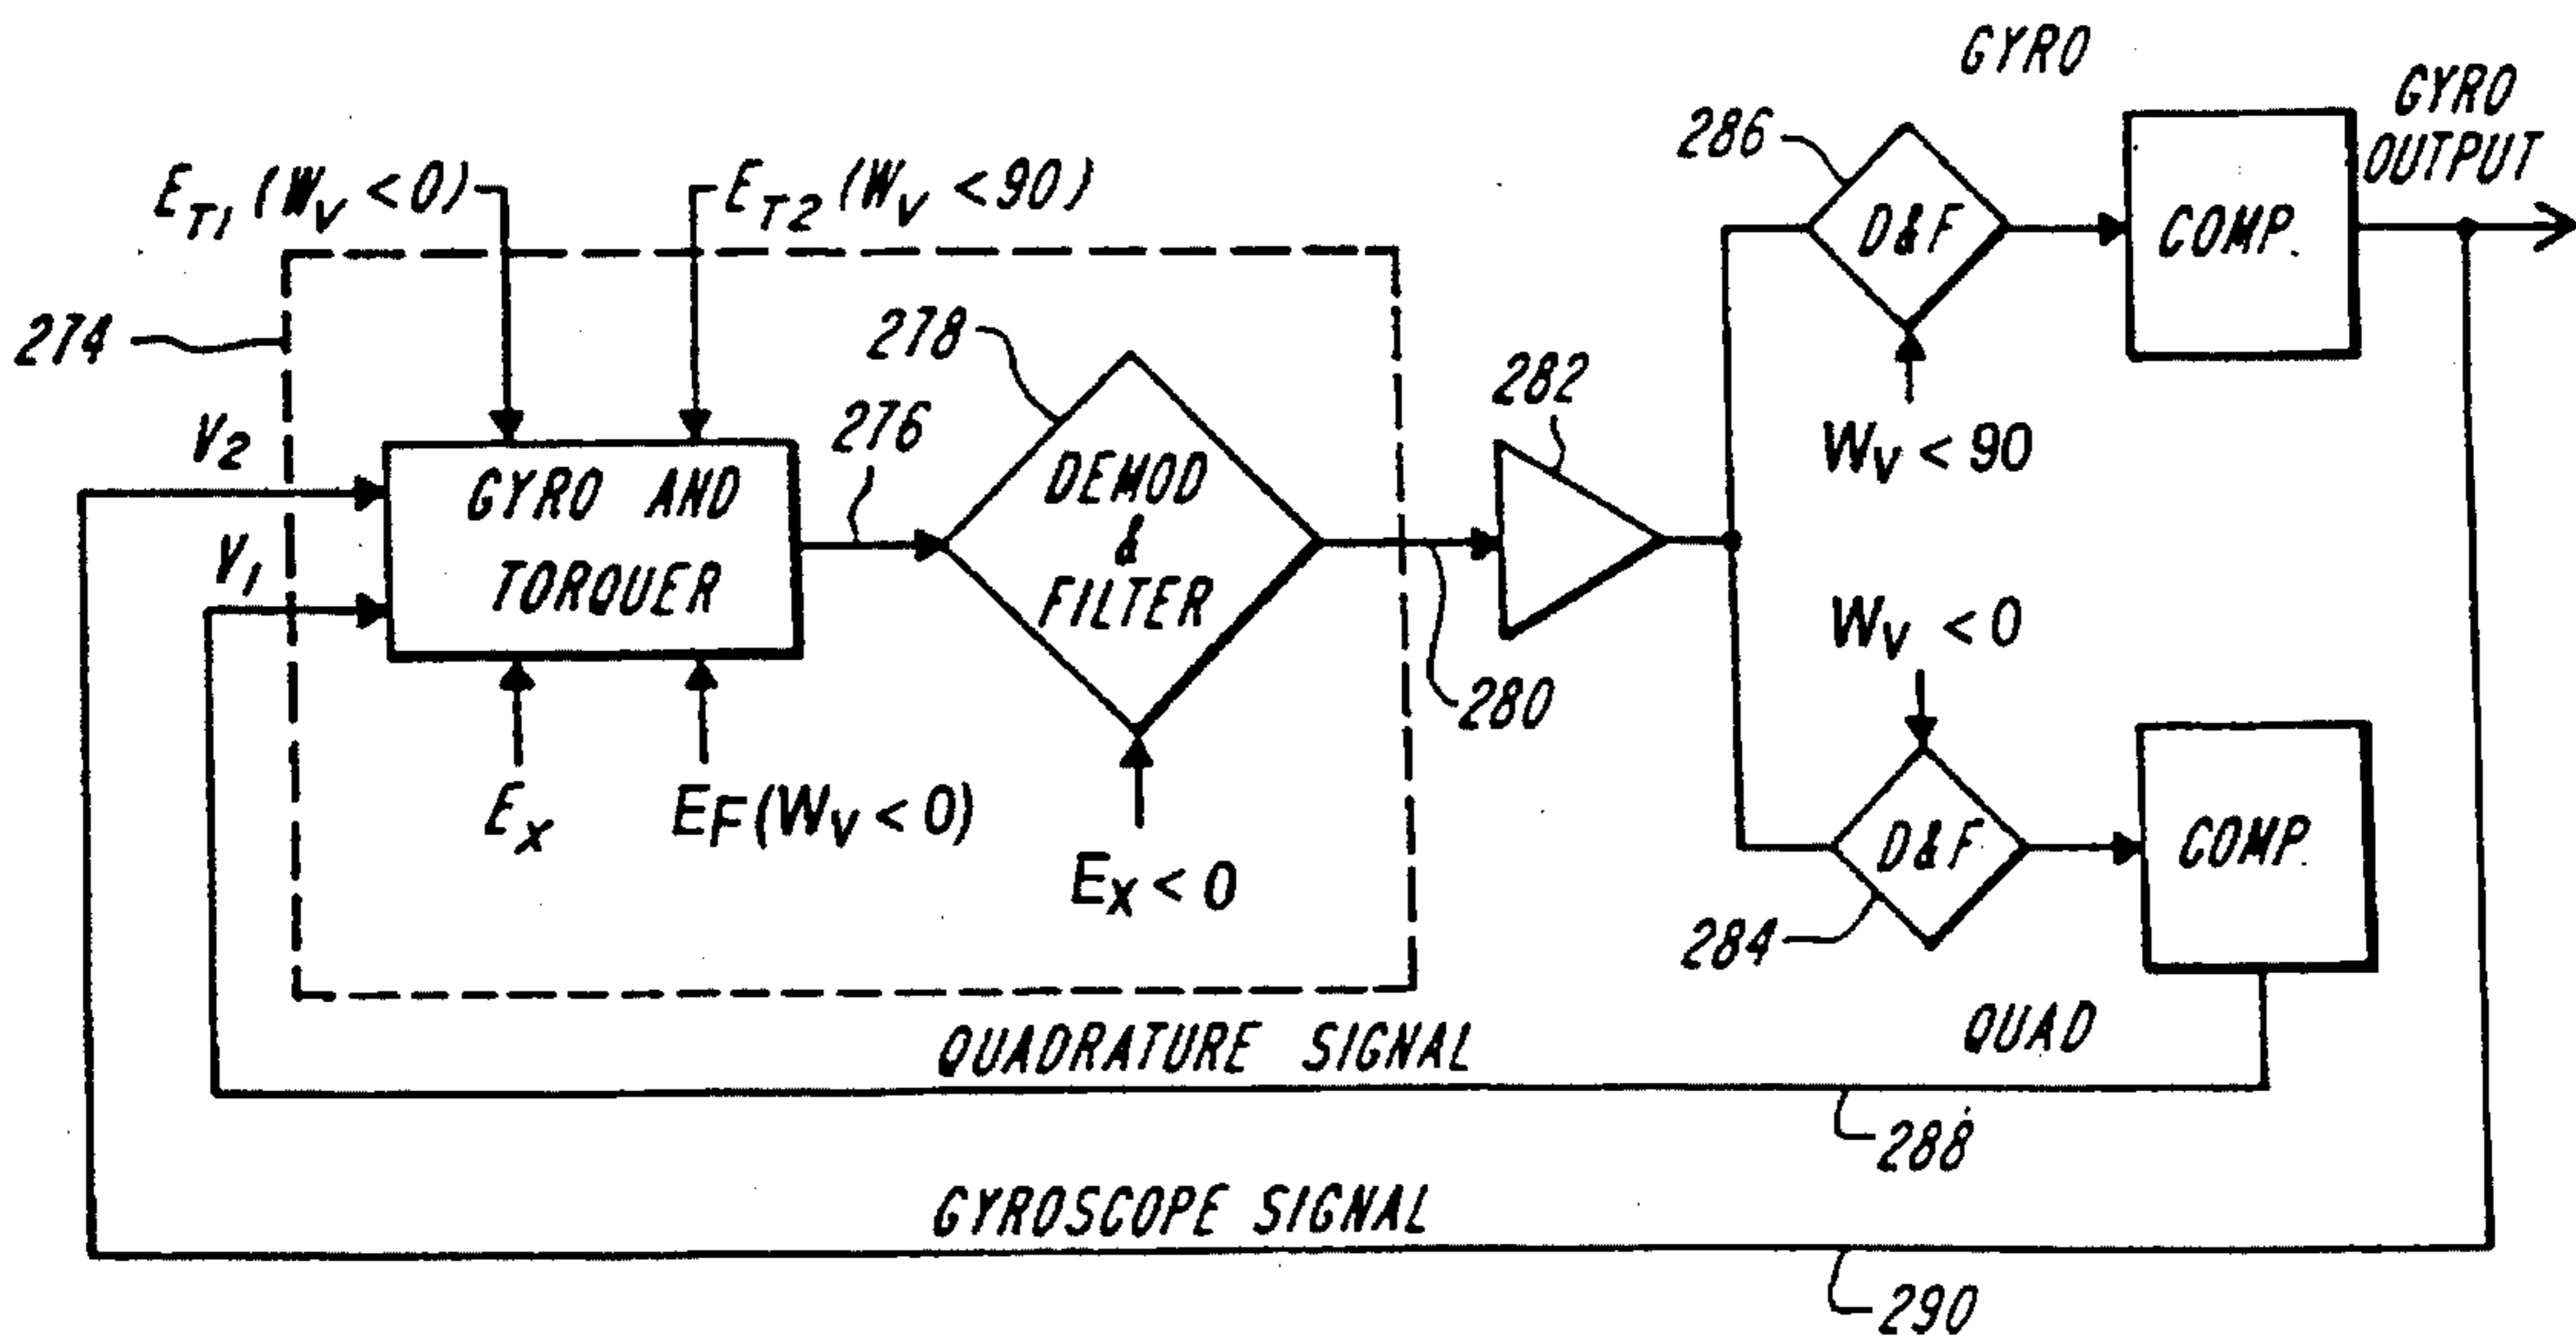 GYRO
GYRO
OUTPUT
286
D&F
COMP.
W_V < 90
E_T1 (W_V < 0)
E_T2 (W_V < 90)
274
278
276
282
V2
V1
GYRO AND
TORQUER
DEMOD
&
FILTER
280
E_X
E_F (W_V < 0)
E_X < 0
W_V < 0
D&F
COMP.
284
QUAD
QUADRATURE SIGNAL
288
GYROSCOPE SIGNAL
290